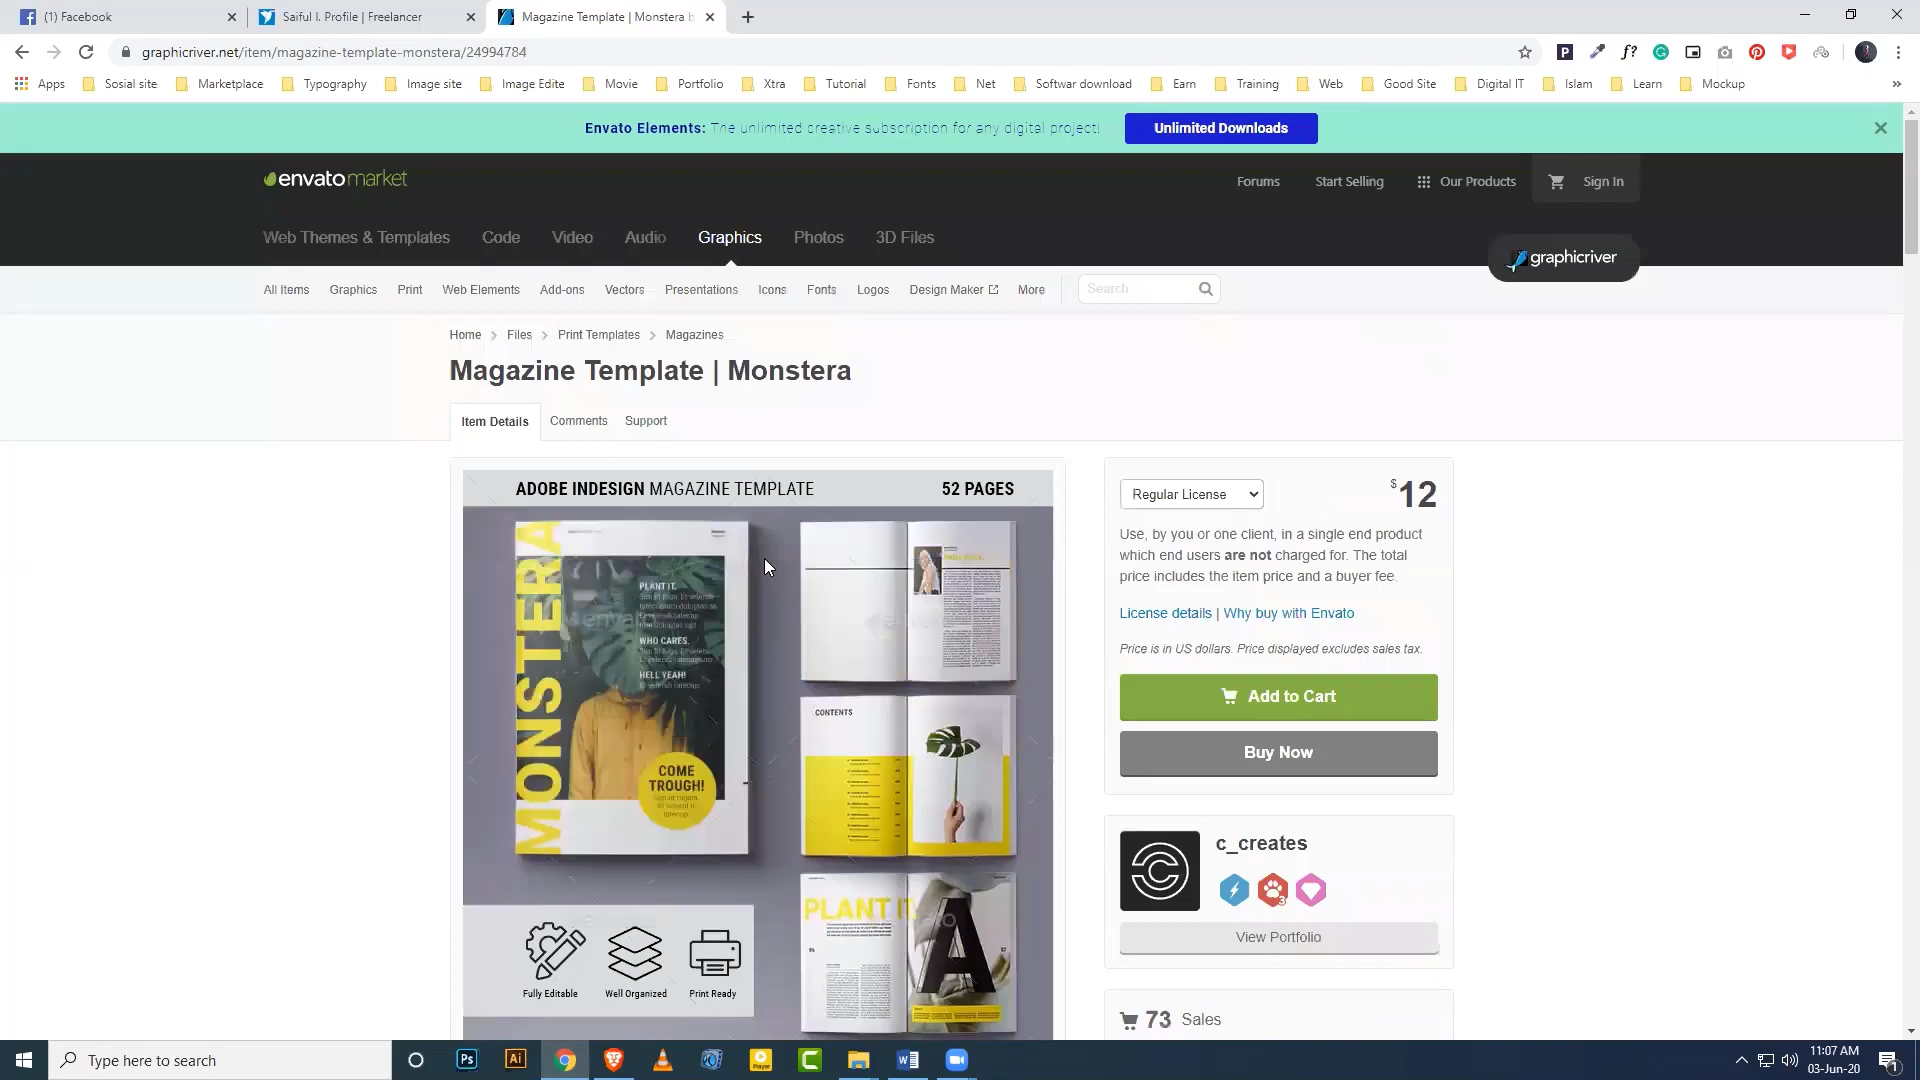 (1) Facebook
Saiful I. Profile | Freelancer
Magazine Template | Monstera b
graphicriver.net/item/magazine-template-monstera/24994784
Apps Sosial site Marketplace Typography Image site Image Edite Movie Portfolio Xtra Tutorial Fonts Net Softwar download Earn Training Web Good Site Digital IT Islam Learn Mockup
Envato Elements: The unlimited creative subscription for any digital project! Unlimited Downloads
envatomarket
Forums Start Selling Our Products Sign In
Web Themes & Templates Code Video Audio Graphics Photos 3D Files
graphicriver
All Items Graphics Print Web Elements Add-ons Vectors Presentations Icons Fonts Logos Design Maker More Search
Home Files Print Templates Magazines
Magazine Template | Monstera
Item Details Comments Support
ADOBE INDESIGN MAGAZINE TEMPLATE 52 PAGES
MONSTERA
PLANT IT.
WHO CARES.
HELL YEAH!
COME
TROUGH!
CONTENTS
PLANT IT
A
Fully Editable Well Organized Print Ready
Regular License $12
Use, by you or one client, in a single end product
which end users are not charged for. The total
price includes the item price and a buyer fee.
License details | Why buy with Envato
Price is in US dollars. Price displayed excludes sales tax.
Add to Cart
Buy Now
c_creates
3
View Portfolio
73 Sales
Type here to search
Ps
Ai
Player
11:07 AM
03-Jun-20
1